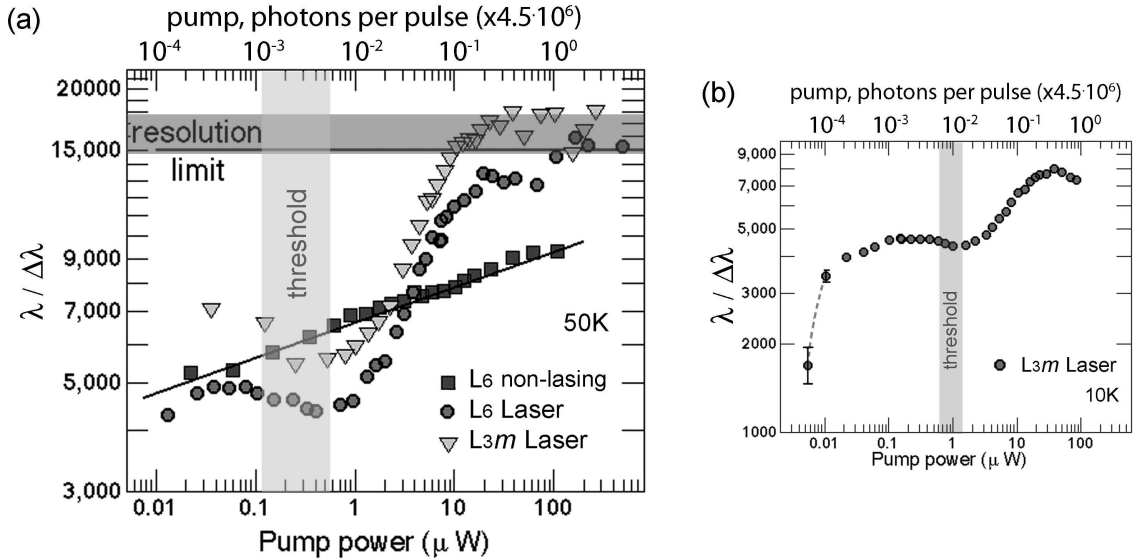 (a)
pump, photons per pulse (x4.5·10⁶)
10⁻⁴ 10⁻³ 10⁻² 10⁻¹ 10⁰
20000
15,000
9,000
7,000
5,000
3,000
λ / Δλ
resolution
limit
threshold
50K
L6 non-lasing
L6 Laser
L3m Laser
0.01 0.1 1 10 100
Pump power (μ W)
(b)
pump, photons per pulse (x4.5·10⁶)
10⁻⁴ 10⁻³ 10⁻² 10⁻¹ 10⁰
9,000
7,000
5,000
3000
2000
1000
λ / Δλ
threshold
L3m Laser
10K
0.01 0.1 1 10 100
Pump power (μ W)